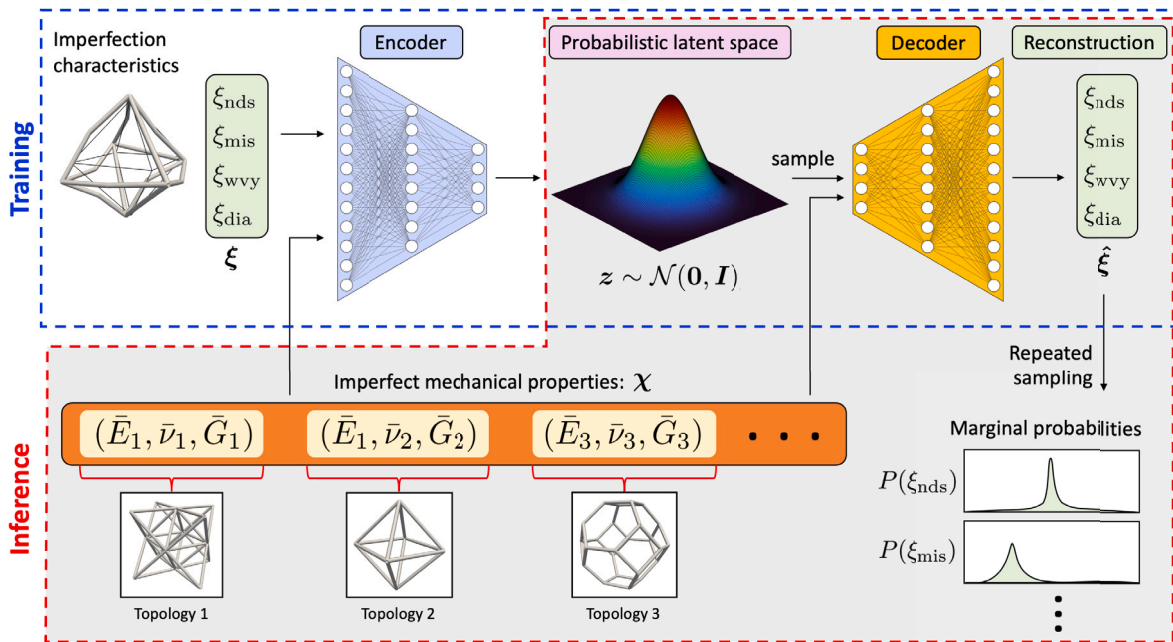 Training
Imperfection
characteristics
ξnds
ξmis
ξwvy
ξdia
ξ
Encoder
Probabilistic latent space
z ∼ 𝒩(0, I)
sample
Decoder
Reconstruction
ξnds
ξmis
ξwvy
ξdia
ξ̂
Repeated
sampling
Inference
Imperfect mechanical properties: χ
(Ē₁, ν̄₁, Ḡ₁) (Ē₁, ν̄₂, Ḡ₂) (Ē₃, ν̄₃, Ḡ₃) • • •
Topology 1
Topology 2
Topology 3
Marginal probabilities
P(ξnds)
P(ξmis)